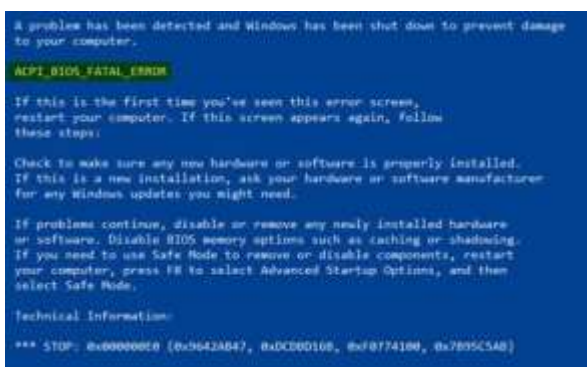 A problem has been detected and Windows has been shut down to prevent damage
to your computer.
ACPI_BIOS_FATAL_ERROR
If this is the first time you've seen this error screen,
restart your computer. If this screen appears again, follow
these steps:
Check to make sure any new hardware or software is properly installed.
If this is a new installation, ask your hardware or software manufacturer
for any Windows updates you might need.
If problems continue, disable or remove any newly installed hardware
or software. Disable BIOS memory options such as caching or shadowing.
If you need to use Safe Mode to remove or disable components, restart
your computer, press F8 to select Advanced Startup Options, and then
select Safe Mode.
Technical Information:
*** STOP: 0x000000E0 (0x9642AB47, 0xDCD0D16B, 0xF0774100, 0x7B95C5AB)